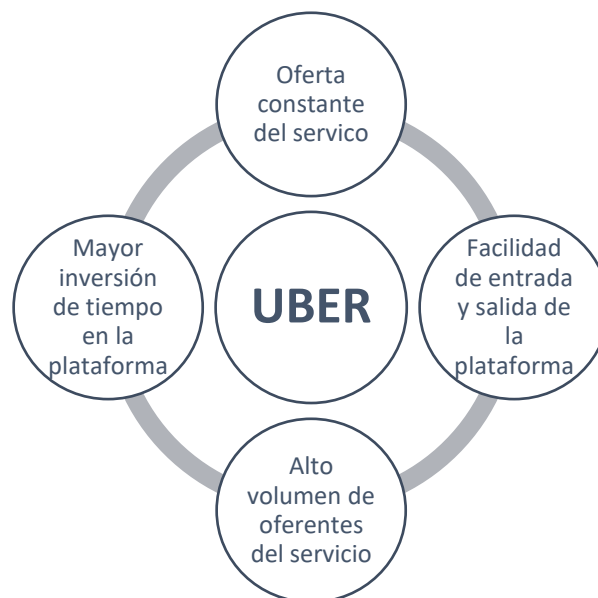 Oferta
constante
del servico
Mayor
inversión
de tiempo
en la
plataforma
UBER
Facilidad
de entrada
y salida de
la
plataforma
Alto
volumen de
oferentes
del servicio